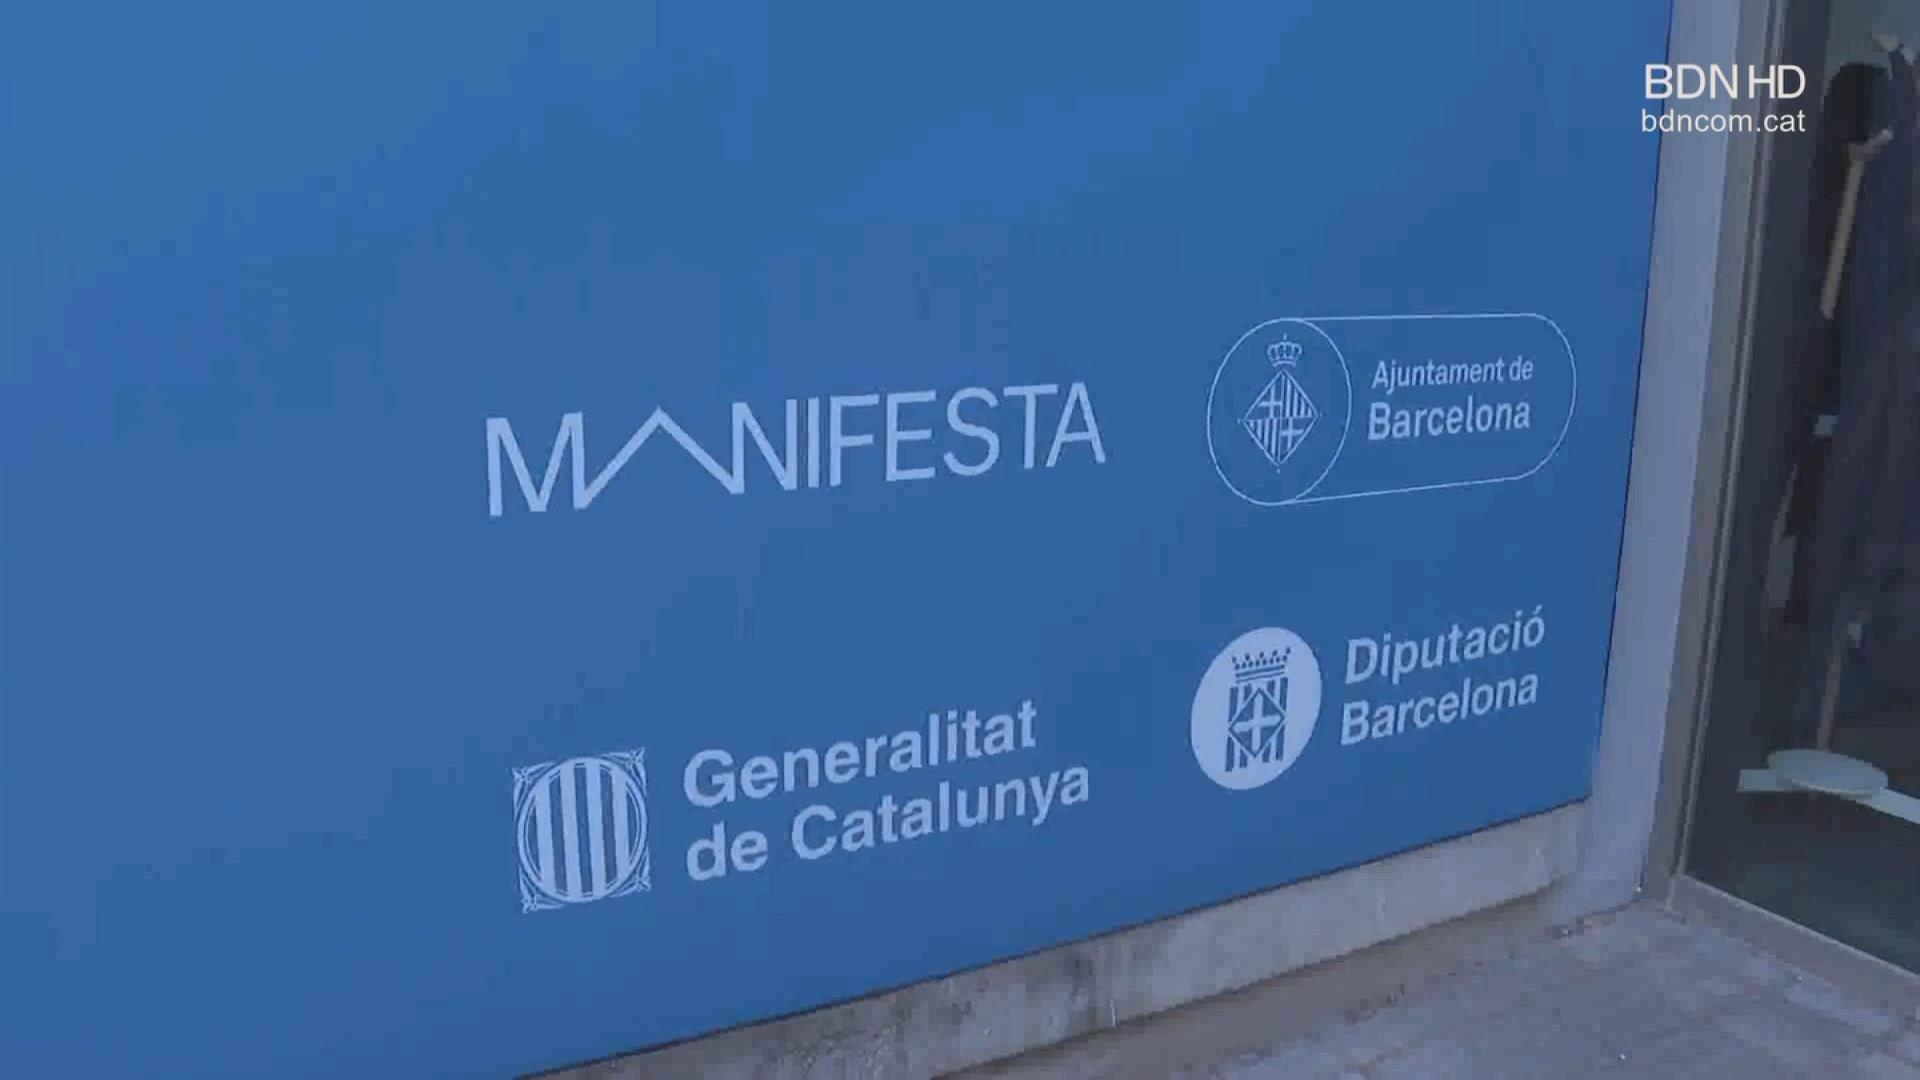 BDN HD
bdncom.cat
MANIFESTA
Ajuntament de
Barcelona
Generalitat
de Catalunya
Diputació
Barcelona